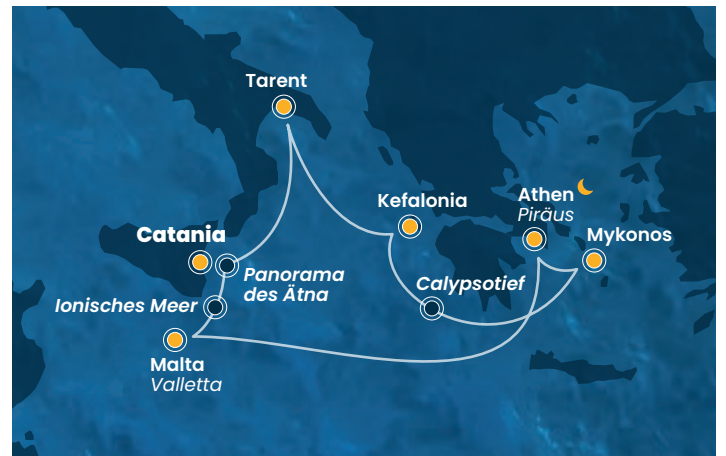 Tarent
Kefalonia
Athen
Piräus
Mykonos
Catania
Panorama
des Ätna
Calypsotief
Ionisches Meer
Malta
Valletta